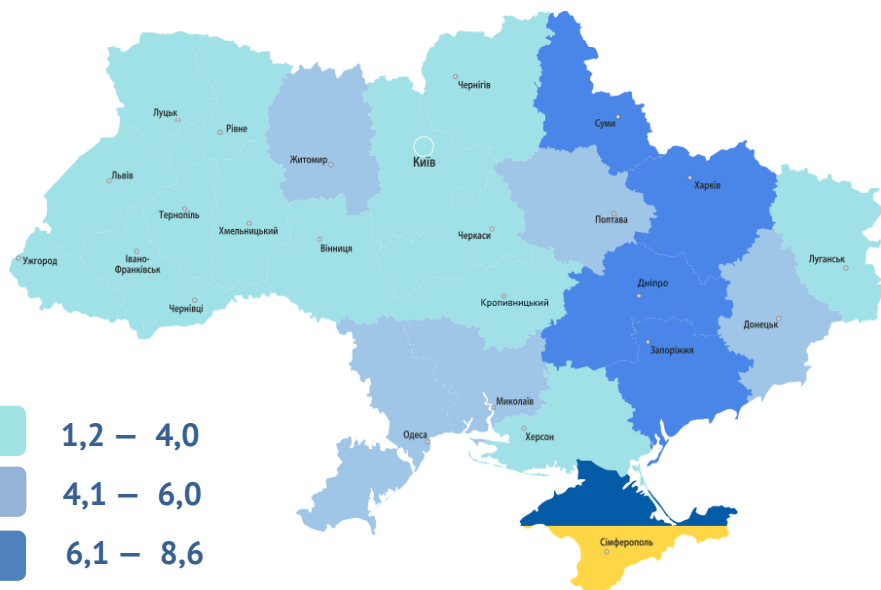 Чернігів
Луцьк
Суми
Рівне
Житомир
Київ
Львів
Харків
Тернопіль
Полтава
Хмельницький
Черкаси
Вінниця
Ужгород
Івано-
Франківськ
Луганськ
Дніпро
Чернівці
Кропивницький
Донецьк
Запоріжжя
Миколаїв
Одеса
Херсон
1,2 — 4,0
4,1 — 6,0
6,1 — 8,6
Сімферополь